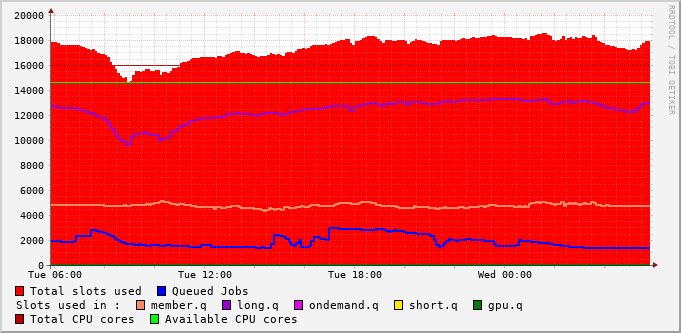 20000
18000
16000
14000
12000
10000
8000
6000
4000
2000
0
Tue 06:00 Tue 12:00 Tue 18:00 Wed 00:00
Total slots used Queued Jobs
Slots used in : member.q long.q ondemand.q short.q gpu.q
Total CPU cores Available CPU cores
RRDTOOL / TOBI OETIKER